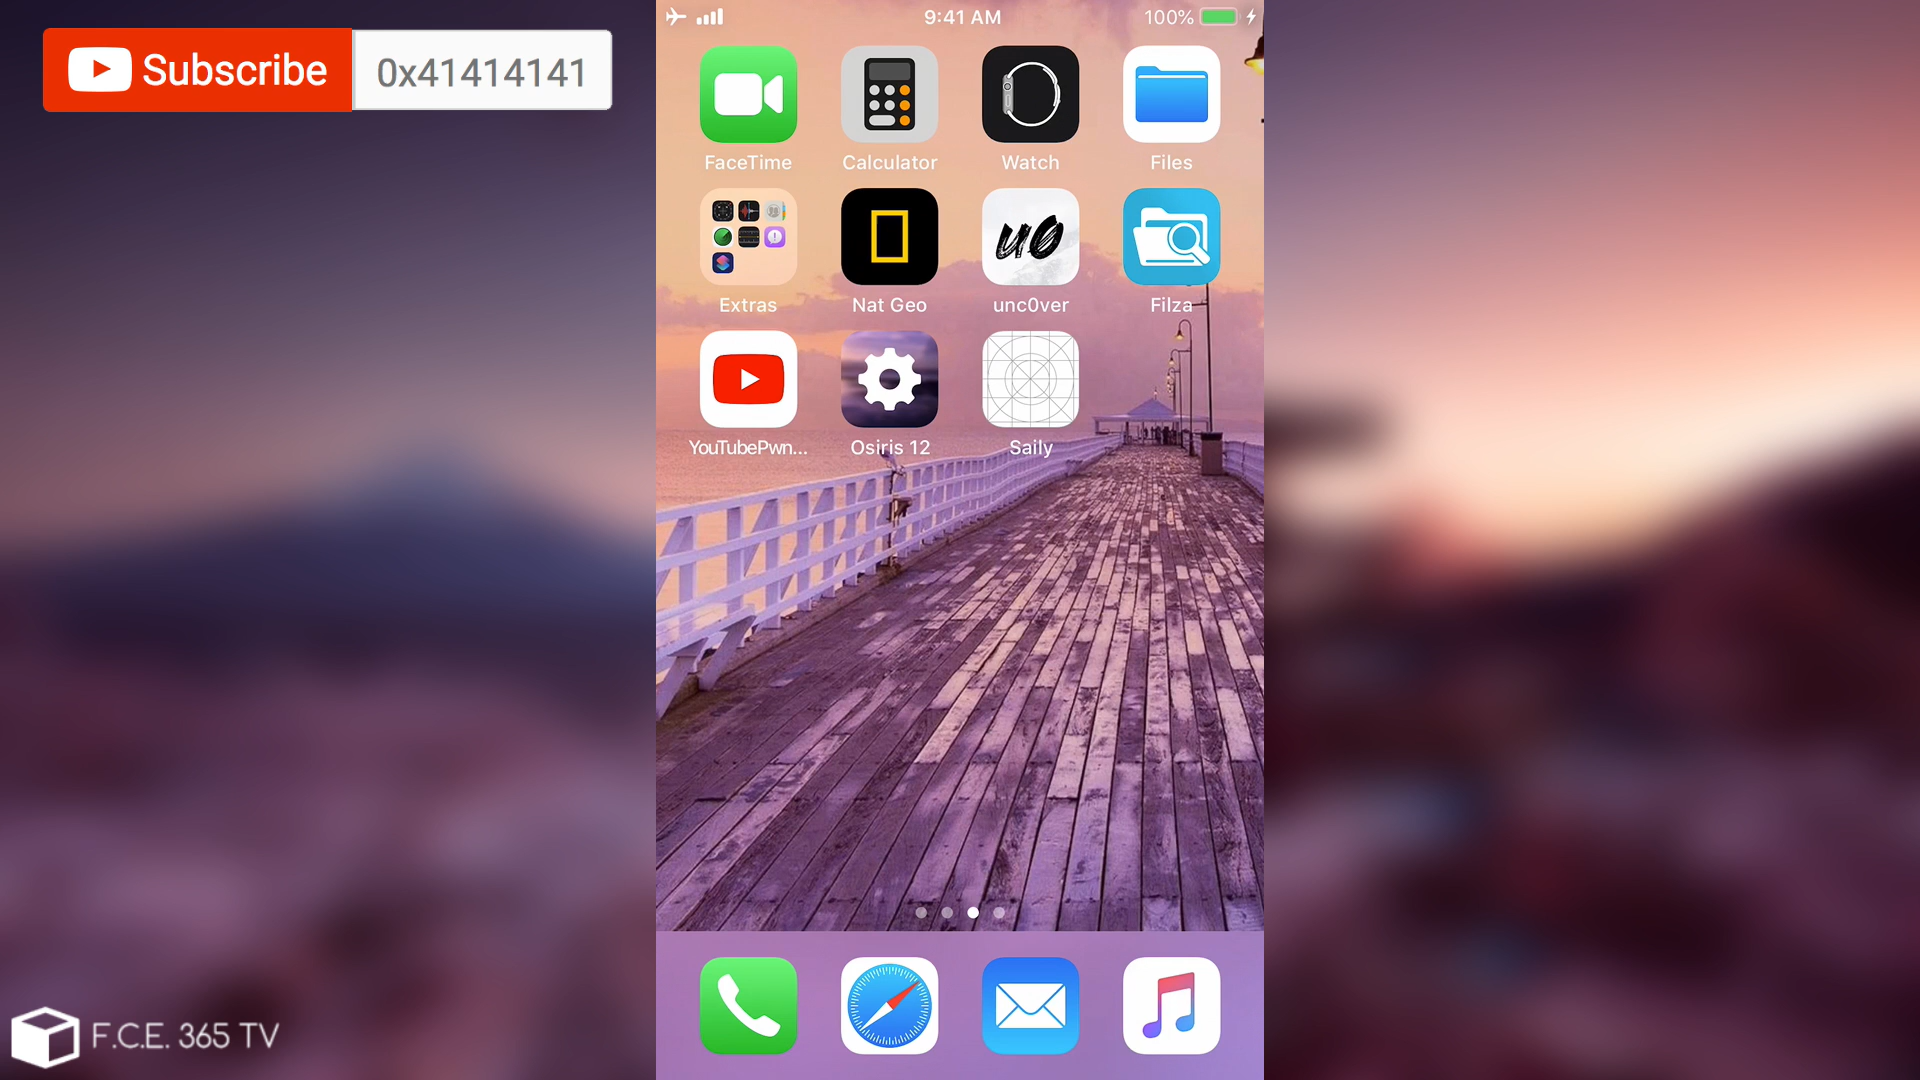 Subscribe 0x41414141
9:41 AM 100%
FaceTime Calculator Watch Files
Extras Nat Geo unc0ver Filza
YouTubePwn... Osiris 12 Saily
F.C.E. 365 TV